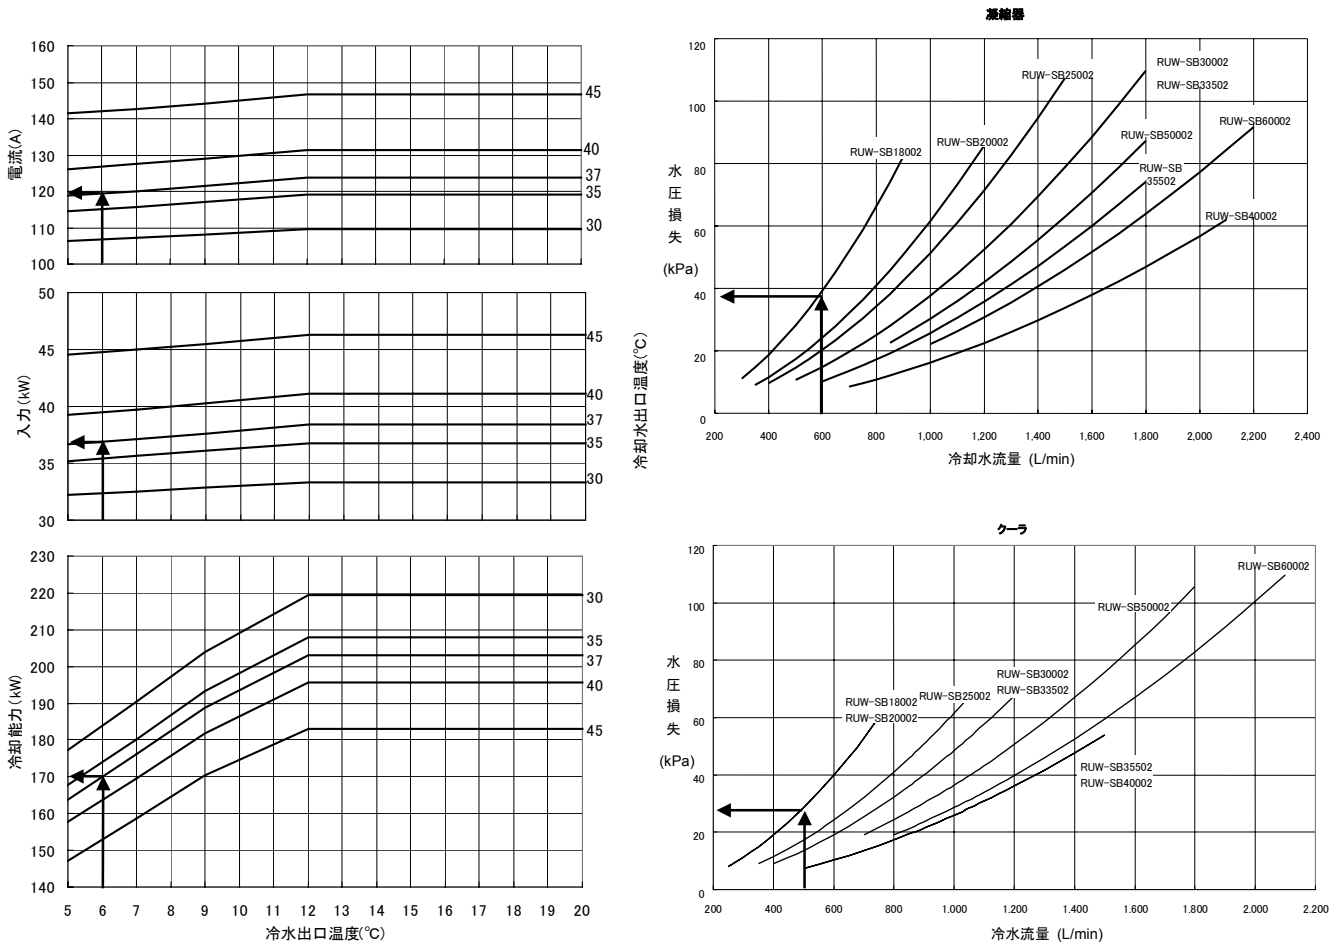 160
150
140
130
120
110
100
電流(A)
45
40
37
35
30
50
45
40
35
30
入力(kW)
45
40
37
35
30
冷却水出口温度(℃)
230
220
210
200
190
180
170
160
150
140
冷却能力(kW)
30
35
37
40
45
5 6 7 8 9 10 11 12 13 14 15 16 17 18 19 20
冷水出口温度(℃)
凝縮器
120
100
80
60
40
20
0
水圧損失
(kPa)
RUW-SB18002
RUW-SB20002
RUW-SB25002
RUW-SB30002
RUW-SB33502
RUW-SB50002
RUW-SB
35502
RUW-SB60002
RUW-SB40002
200 400 600 800 1,000 1,200 1,400 1,600 1,800 2,000 2,200 2,400
冷却水流量 (L/min)
クーラ
120
100
80
60
40
20
0
水圧損失
(kPa)
RUW-SB18002
RUW-SB20002
RUW-SB25002
RUW-SB30002
RUW-SB33502
RUW-SB50002
RUW-SB60002
RUW-SB35502
RUW-SB40002
200 400 600 800 1.000 1.200 1.400 1.600 1.800 2.000 2.200
冷水流量 (L/min)